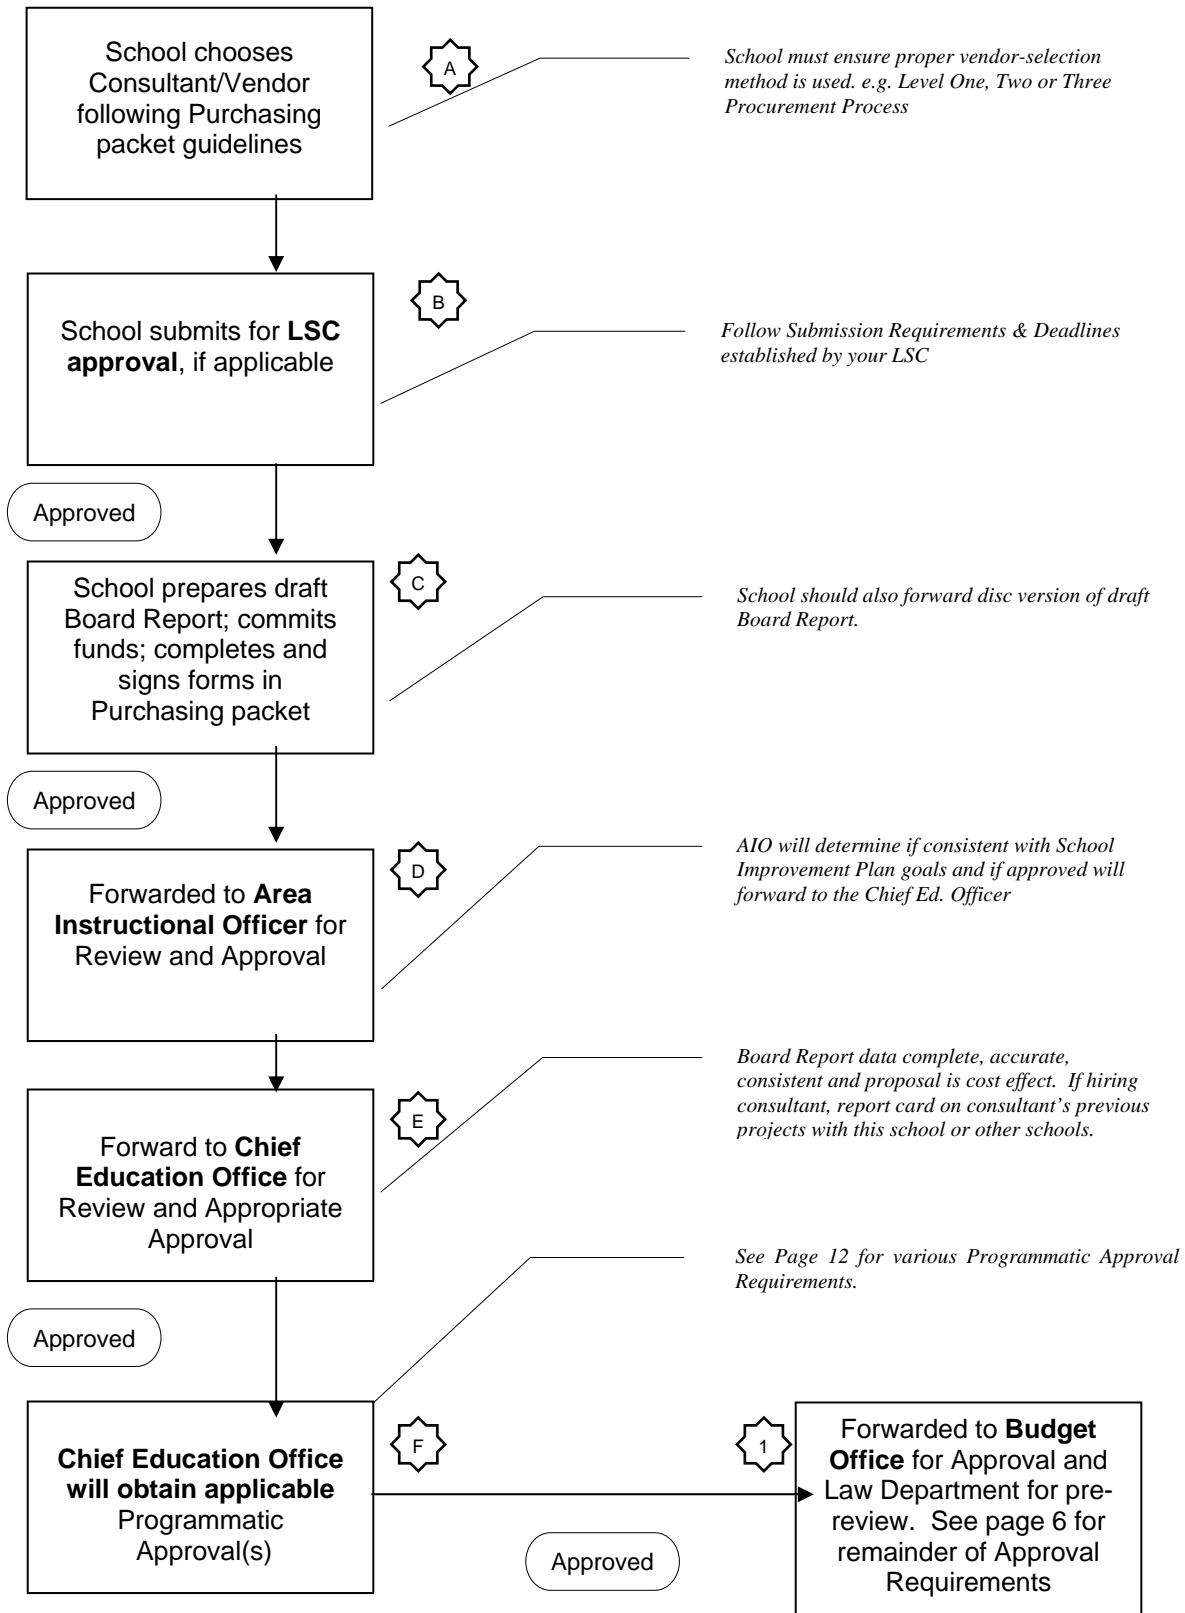 School chooses
Consultant/Vendor
following Purchasing
packet guidelines
A
School must ensure proper vendor-selection
method is used. e.g. Level One, Two or Three
Procurement Process
School submits for LSC
approval, if applicable
B
Follow Submission Requirements & Deadlines
established by your LSC
Approved
School prepares draft
Board Report; commits
funds; completes and
signs forms in
Purchasing packet
C
School should also forward disc version of draft
Board Report.
Approved
Forwarded to Area
Instructional Officer for
Review and Approval
D
AIO will determine if consistent with School
Improvement Plan goals and if approved will
forward to the Chief Ed. Officer
Forward to Chief
Education Office for
Review and Appropriate
Approval
E
Board Report data complete, accurate,
consistent and proposal is cost effect.  If hiring
consultant, report card on consultant's previous
projects with this school or other schools.
Approved
See Page 12 for various Programmatic Approval
Requirements.
Chief Education Office
will obtain applicable
Programmatic
Approval(s)
F
Approved
1
Forwarded to Budget
Office for Approval and
Law Department for pre-
review.  See page 6 for
remainder of Approval
Requirements